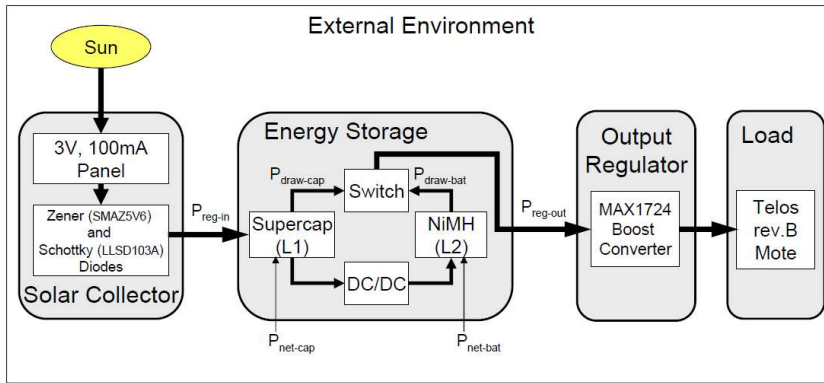 External Environment
Sun
Solar Collector
3V, 100mA
Panel
Zener (SMAZ5V6)
and
Schottky (LLSD103A)
Diodes
Preg-in
Energy Storage
Pdraw-cap
Pdraw-bat
Switch
Supercap
(L1)
NiMH
(L2)
DC/DC
Pnet-cap
Pnet-bat
Preg-out
Output
Regulator
MAX1724
Boost
Converter
Load
Telos
rev.B
Mote